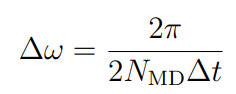 Δω = 2π / 2N_MD Δt